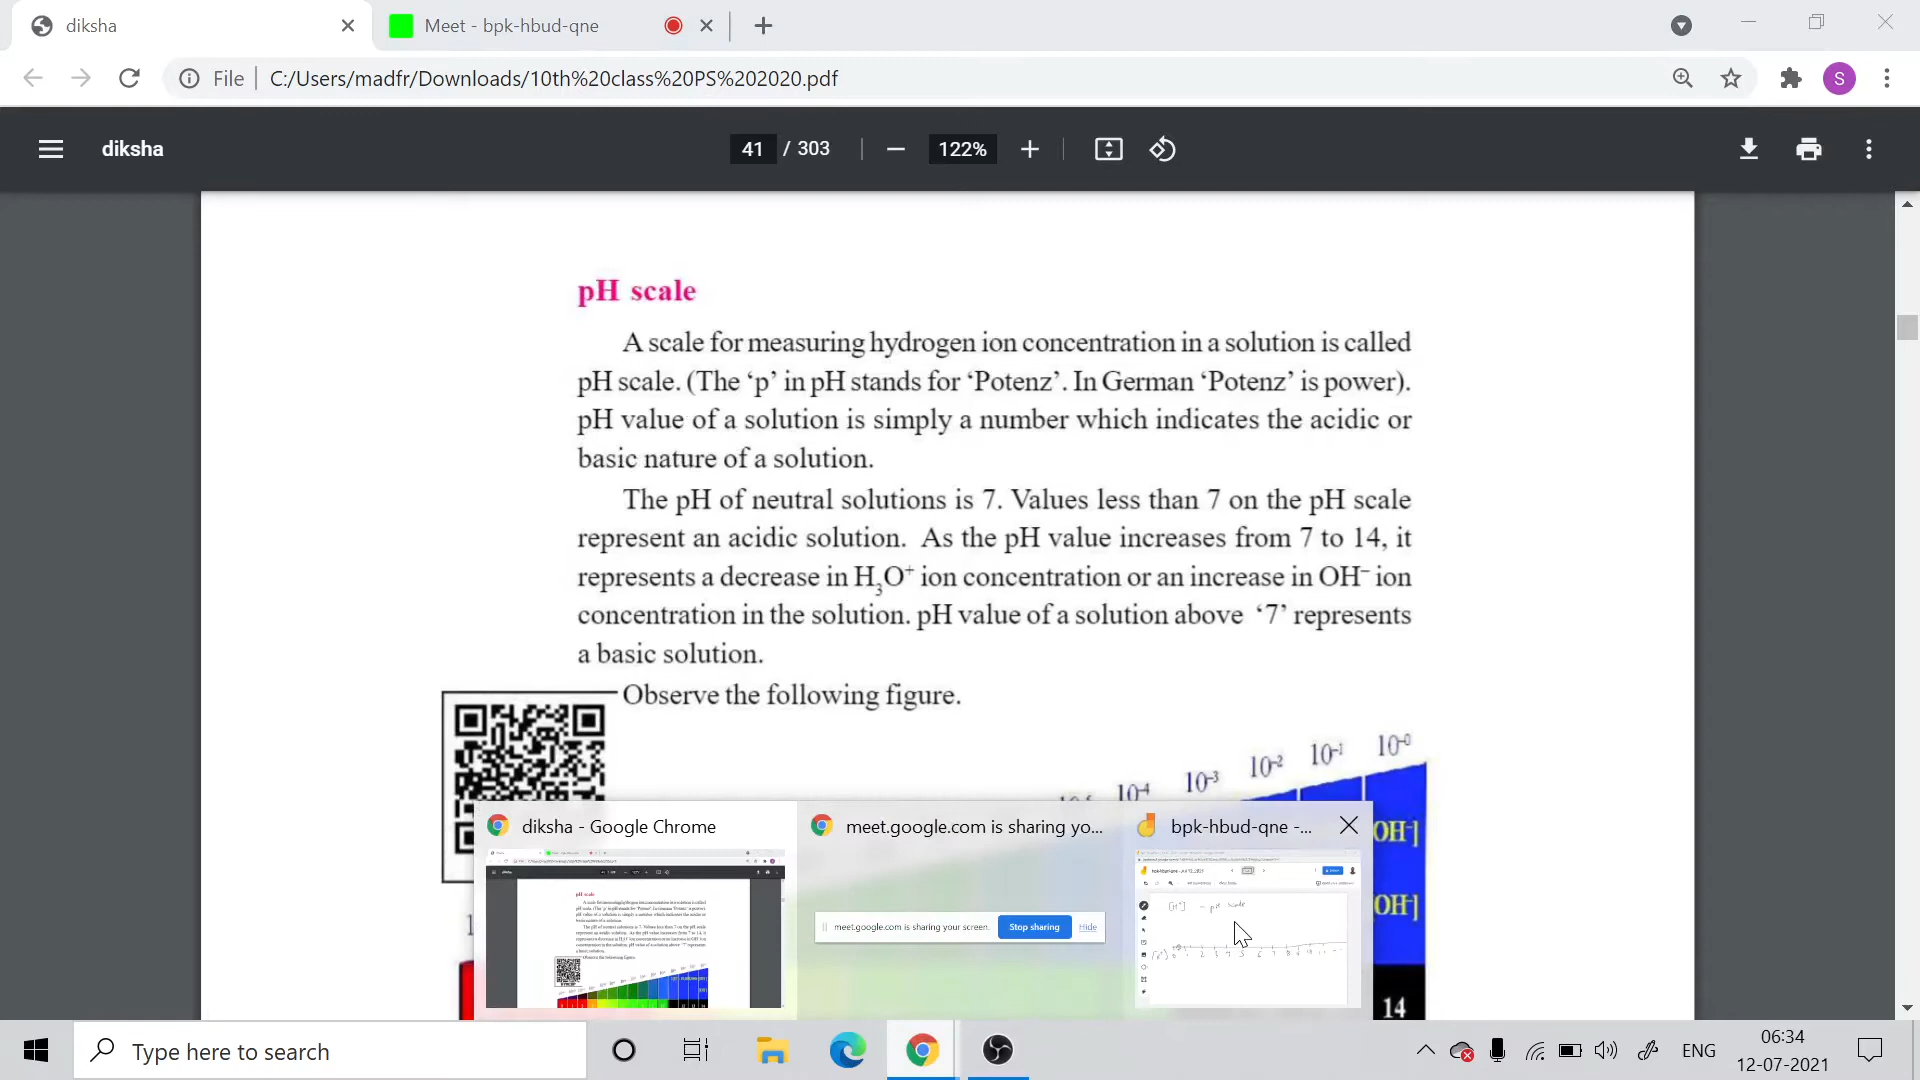 diksha
Meet - bpk-hbud-qne
File
C:/Users/madfr/Downloads/10th%20class%20PS%202020.pdf
S
diksha
41 / 303
122%
pH scale
A scale for measuring hydrogen ion concentration in a solution is called
pH scale. (The ‘p’ in pH stands for ‘Potenz’. In German ‘Potenz’ is power).
pH value of a solution is simply a number which indicates the acidic or
basic nature of a solution.
The pH of neutral solutions is 7. Values less than 7 on the pH scale
represent an acidic solution. As the pH value increases from 7 to 14, it
represents a decrease in H₃O⁺ ion concentration or an increase in OH⁻ ion
concentration in the solution. pH value of a solution above ‘7’ represents
a basic solution.
Observe the following figure.
10⁻⁴ 10⁻³ 10⁻² 10⁻¹ 10⁻⁰
OH⁻]
OH⁻]
14
diksha - Google Chrome
meet.google.com is sharing yo...
bpk-hbud-qne -...
meet.google.com is sharing your screen.
Stop sharing
Hide
[H⁺] - pH scale
Type here to search
ENG
06:34
12-07-2021